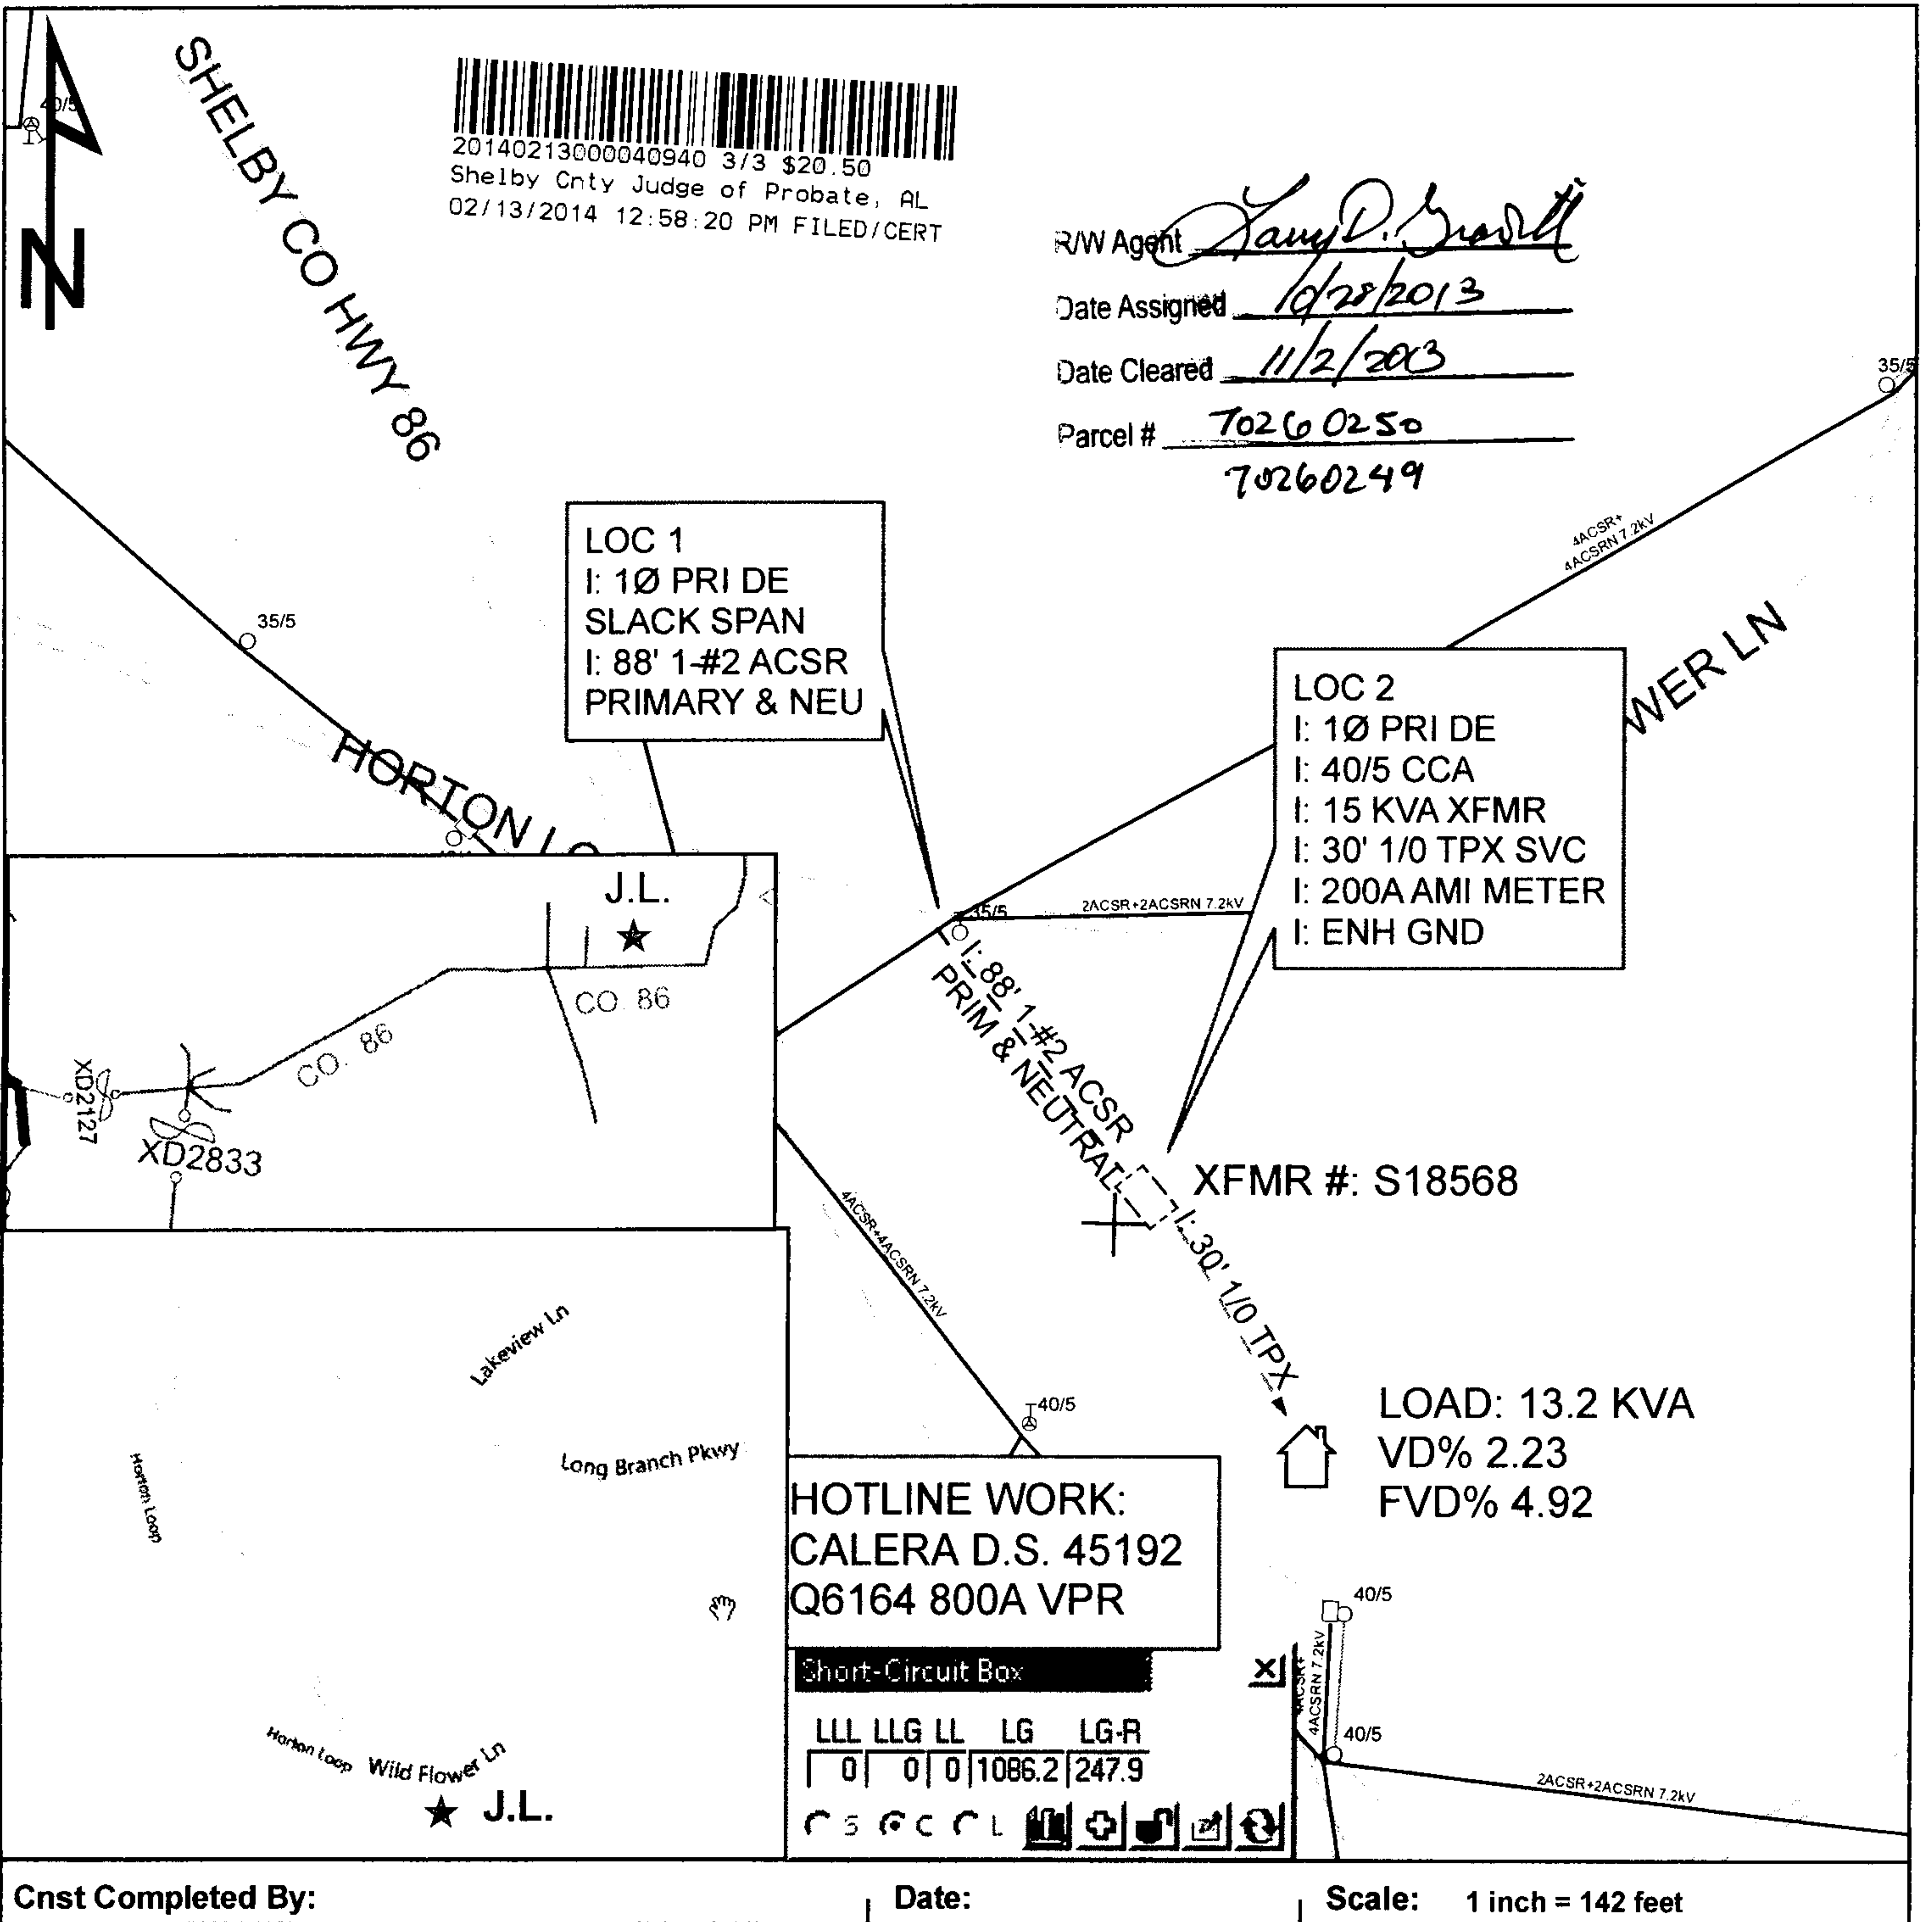 40/5
N
SHELBY CO HWY 86
20140213000040940 3/3 $20.50
Shelby Cnty Judge of Probate, AL
02/13/2014 12:58:20 PM FILED/CERT
R/W Agent
Date Assigned 10/28/2013
Date Cleared 11/2/2013
Parcel # 70260250
70260249
35/5
4ACSR+
4ACSRN 7.2kV
LOC 1
I: 1Ø PRI DE
SLACK SPAN
I: 88' 1-#2 ACSR
PRIMARY & NEU
35/5
HORTON LO
WER LN
LOC 2
I: 1Ø PRI DE
I: 40/5 CCA
I: 15 KVA XFMR
I: 30' 1/0 TPX SVC
I: 200A AMI METER
I: ENH GND
35/5
2ACSR+2ACSRN 7.2kV
I: 88' 1-#2 ACSR
PRIM & NEUTRAL
J.L.
CO. 86
CO. 86
XD2127
XD2833
XFMR #: S18568
I: 30' 1/0 TPX
4ACSR+4ACSRN 7.2kV
40/5
LOAD: 13.2 KVA
VD% 2.23
FVD% 4.92
Lakeview Ln
Long Branch Pkwy
Horton Loop
Horton Loop
Wild Flower Ln
J.L.
HOTLINE WORK:
CALERA D.S. 45192
Q6164 800A VPR
Short-Circuit Box
LLL LLG LL LG LG-R
0 0 0 1086.2 247.9
S C L
40/5
4ACSR+
4ACSRN 7.2kV
40/5
2ACSR+2ACSRN 7.2kV
Cnst Completed By:
Date:
Scale: 1 inch = 142 feet